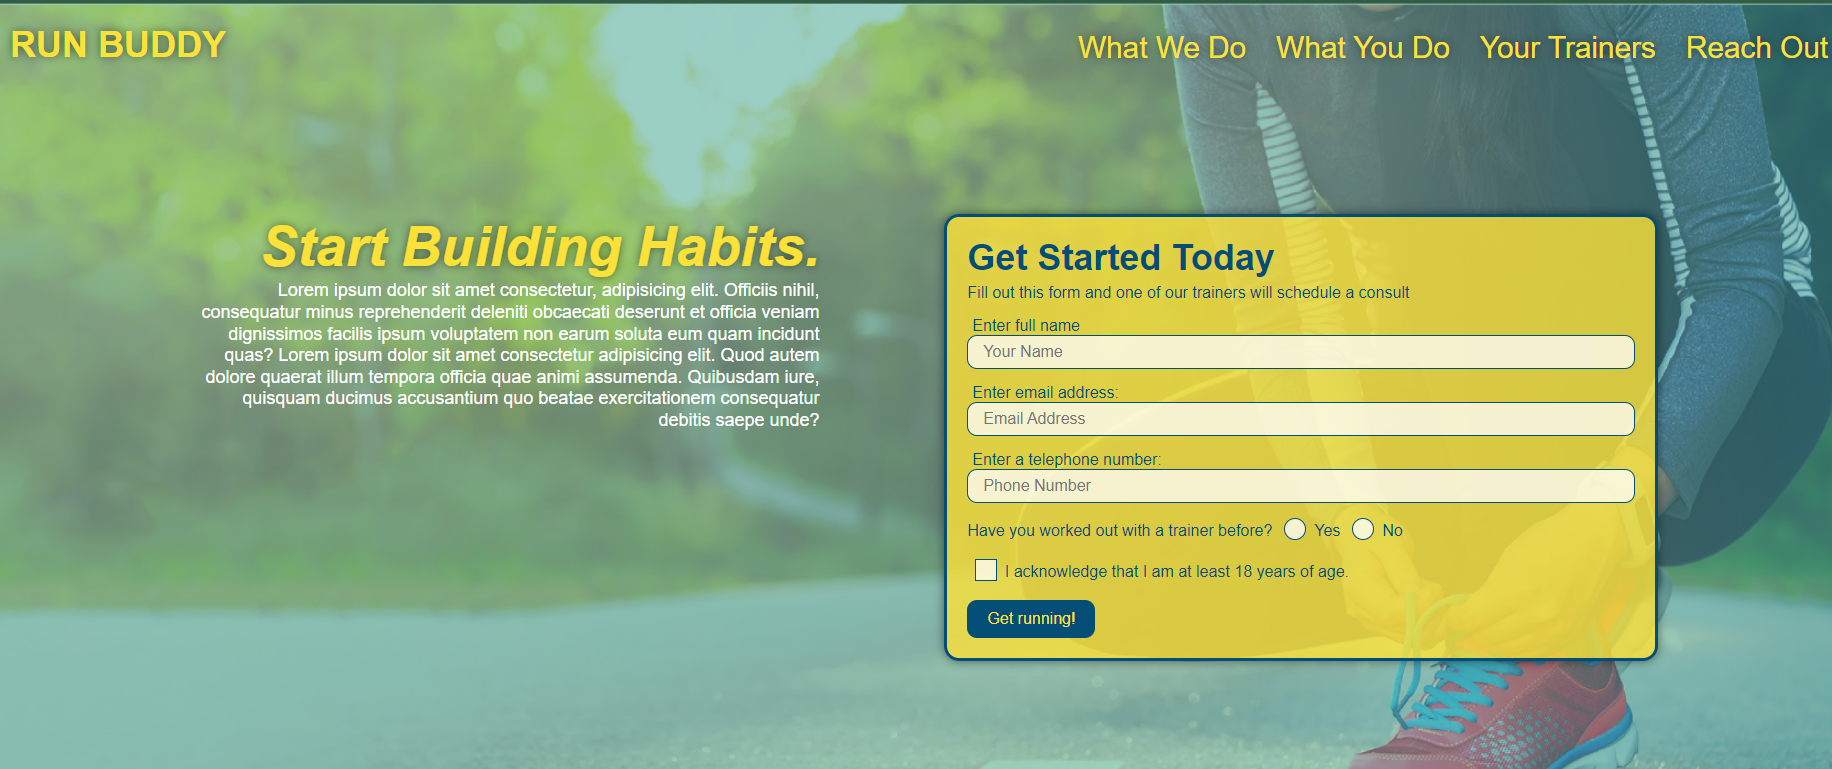 RUN BUDDY
What We Do What You Do Your Trainers Reach Out
Start Building Habits.
Lorem ipsum dolor sit amet consectetur, adipisicing elit. Officiis nihil,
consequatur minus reprehenderit deleniti obcaecati deserunt et officia veniam
dignissimos facilis ipsum voluptatem non earum soluta eum quam incidunt
quas? Lorem ipsum dolor sit amet consectetur adipisicing elit. Quod autem
dolore quaerat illum tempora officia quae animi assumenda. Quibusdam iure,
quisquam ducimus accusantium quo beatae exercitationem consequatur
debitis saepe unde?
Get Started Today
Fill out this form and one of our trainers will schedule a consult
Enter full name
Your Name
Enter email address:
Email Address
Enter a telephone number:
Phone Number
Have you worked out with a trainer before? Yes No
I acknowledge that I am at least 18 years of age.
Get running!